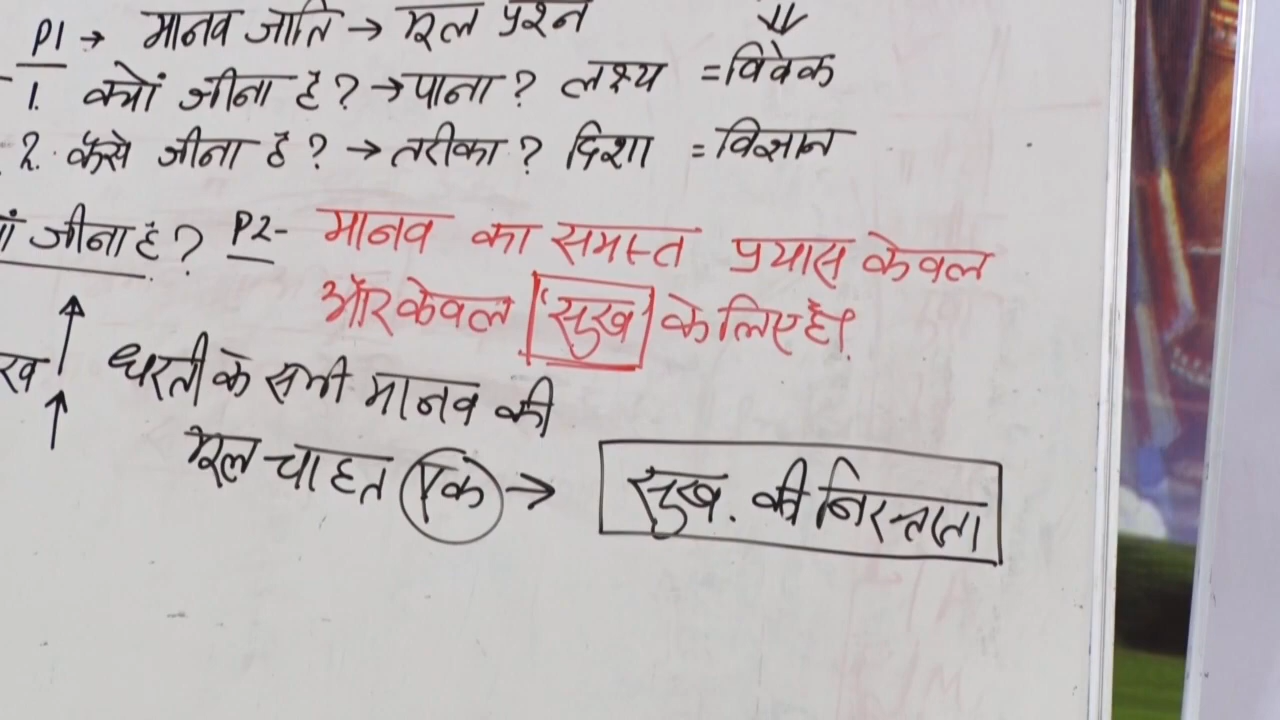 P1 → मानव जाति → मूल प्रश्न
1. क्यों जीना है? → पाना? लक्ष्य = विवेक
2. कैसे जीना है? → तरीका? दिशा = विज्ञान
जीना है? P2- मानव का समस्त प्रयास केवल
और केवल 'सुख' के लिए है।
धरती के सभी मानव की
मूल चाहत एक → सुख. की निरन्तरता